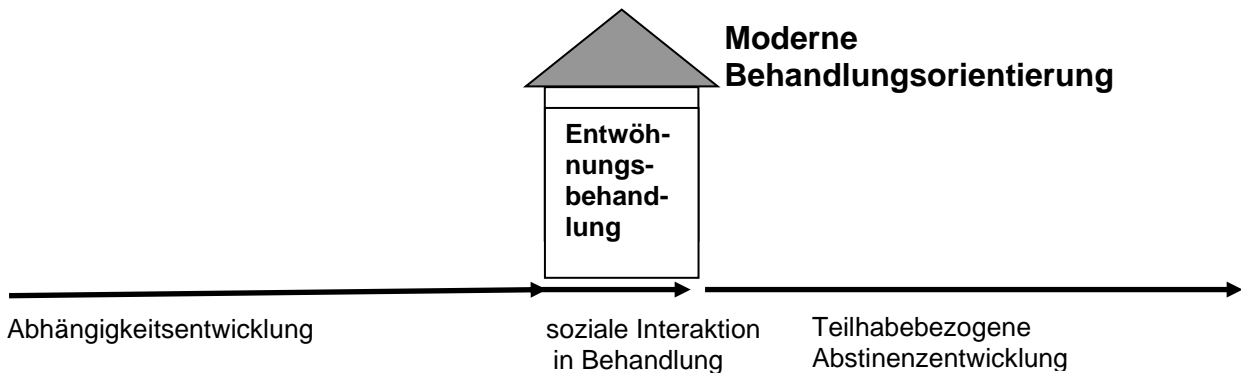 Moderne
Behandlungsorientierung
Entwöh-
nungs-
behand-
lung
Abhängigkeitsentwicklung
soziale Interaktion
in Behandlung
Teilhabebezogene
Abstinenzentwicklung